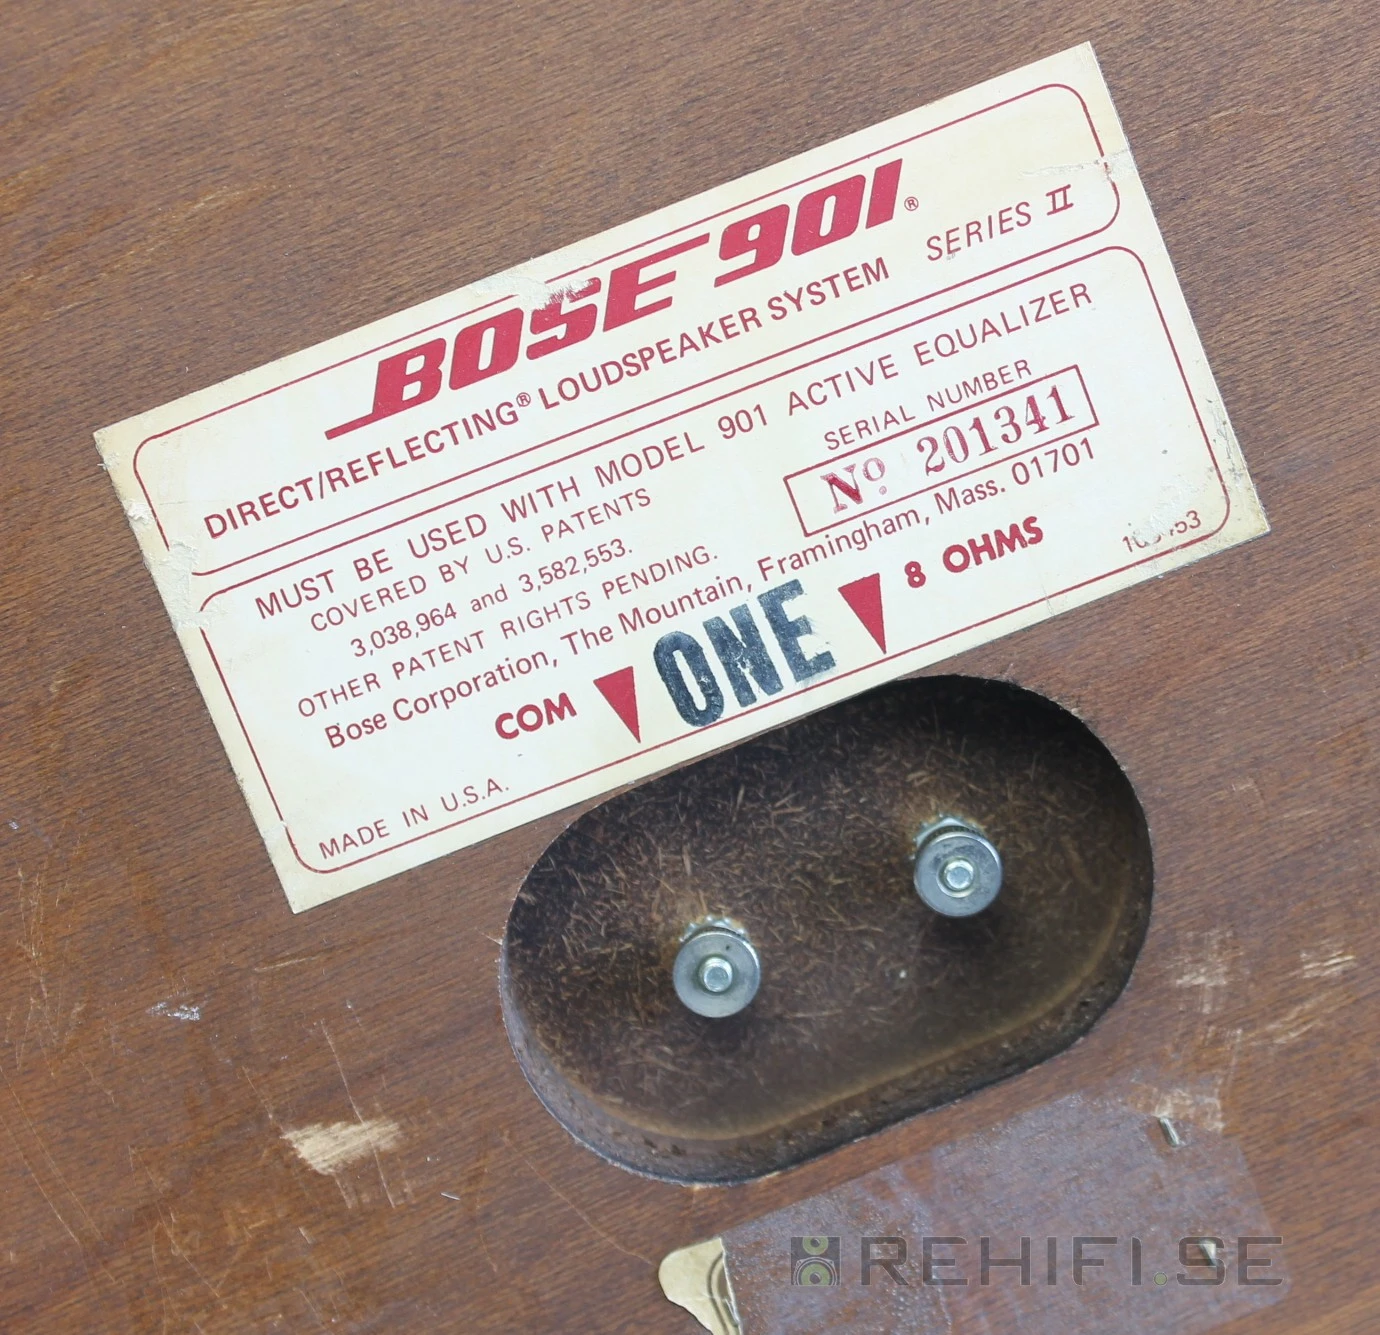 BOSE 901®
DIRECT/REFLECTING® LOUDSPEAKER SYSTEM SERIES II
MUST BE USED WITH MODEL 901 ACTIVE EQUALIZER
COVERED BY U.S. PATENTS
3,038,964 and 3,582,553.
OTHER PATENT RIGHTS PENDING.
SERIAL NUMBER
Nº 201341
Bose Corporation, The Mountain, Framingham, Mass. 01701
COM ONE 8 OHMS
MADE IN U.S.A.
REHIFI.SE